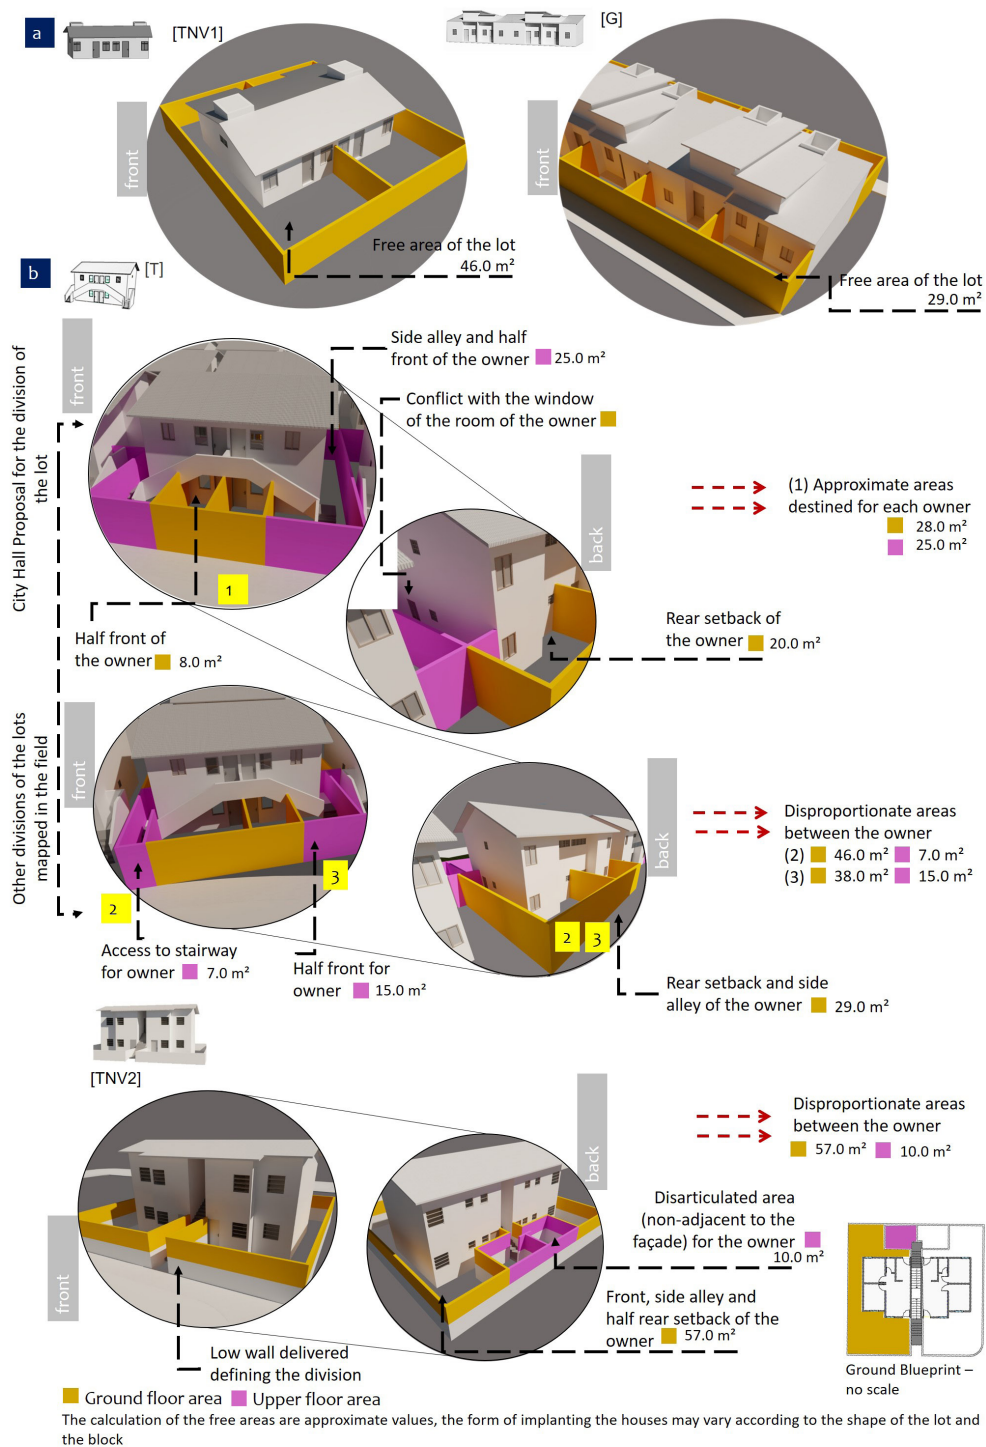 a
[TNV1]
[G]
front
front
Free area of the lot
46.0 m²
Free area of the lot
29.0 m²
b
[T]
front
City Hall Proposal for the division of
the lot
Side alley and half
front of the owner 25.0 m²
Conflict with the window
of the room of the owner
back
(1) Approximate areas
destined for each owner
28.0 m²
25.0 m²
1
Half front of
the owner 8.0 m²
Rear setback of
the owner 20.0 m²
front
Other divisions of the lots
mapped in the field
back
Disproportionate areas
between the owner
(2) 46.0 m² 7.0 m²
(3) 38.0 m² 15.0 m²
3
2
2 3
Access to stairway
for owner 7.0 m²
Half front for
owner 15.0 m²
Rear setback and side
alley of the owner 29.0 m²
[TNV2]
back
Disproportionate areas
between the owner
57.0 m² 10.0 m²
front
Disarticulated area
(non-adjacent to the
façade) for the owner
10.0 m²
Front, side alley and
half rear setback of the
owner 57.0 m²
Low wall delivered
defining the division
Ground Blueprint –
no scale
Ground floor area Upper floor area
The calculation of the free areas are approximate values, the form of implanting the houses may vary according to the shape of the lot and
the block